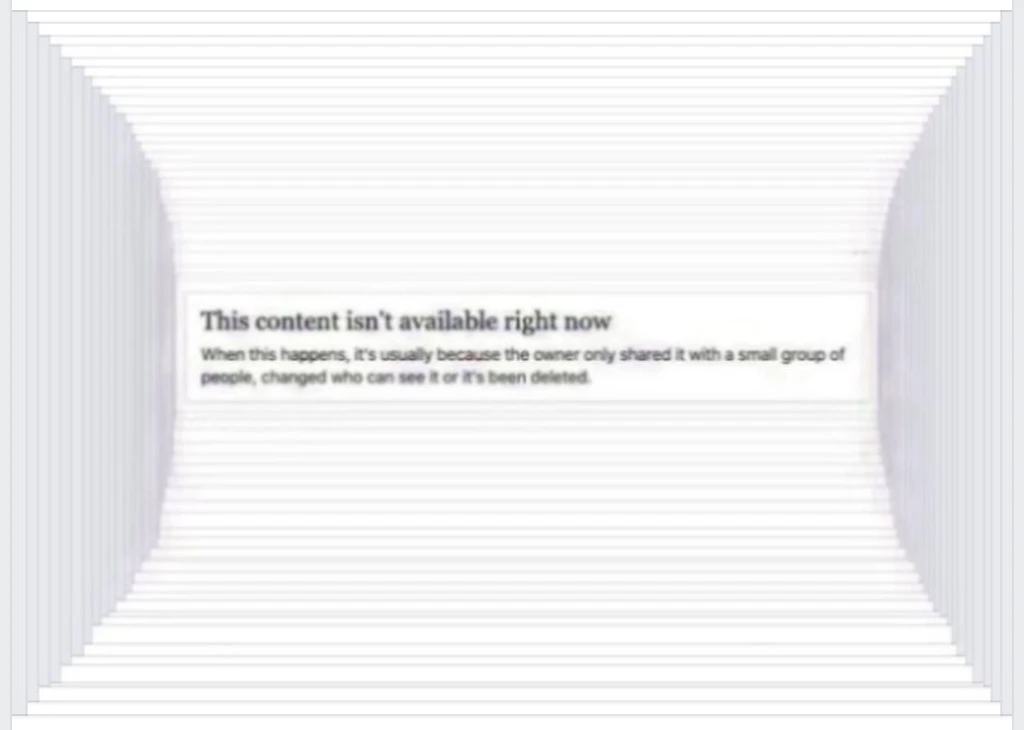 This content isn't available right now
When this happens, it's usually because the owner only shared it with a small group of
people, changed who can see it or it's been deleted.